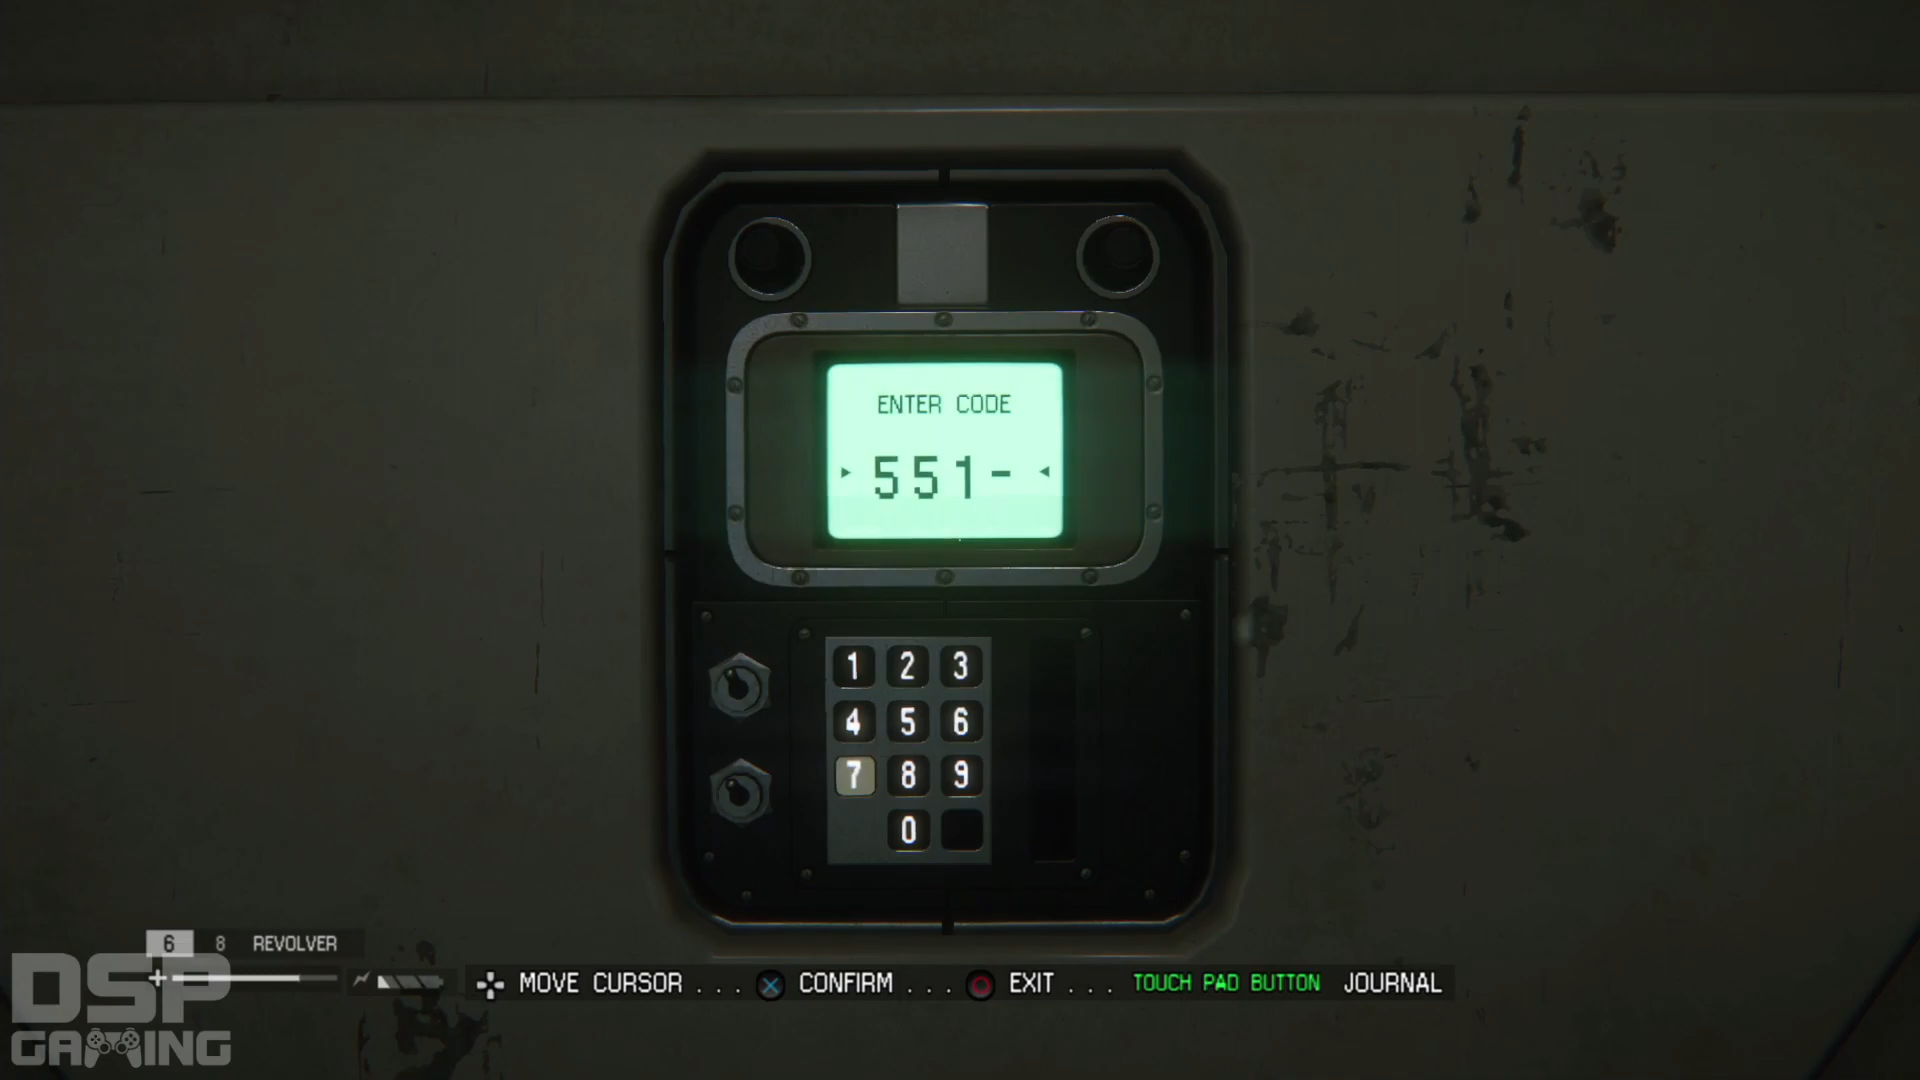 ENTER CODE
▸ 551- ◂
1 2 3
4 5 6
7 8 9
0
6 8 REVOLVER
MOVE CURSOR . . . CONFIRM . . . EXIT . . . TOUCH PAD BUTTON JOURNAL
DSP
GAMING